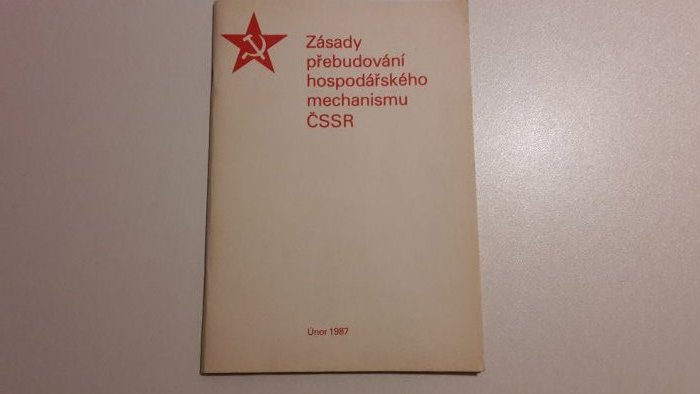 Zásady
přebudování
hospodářského
mechanismu
ČSSR
Únor 1987